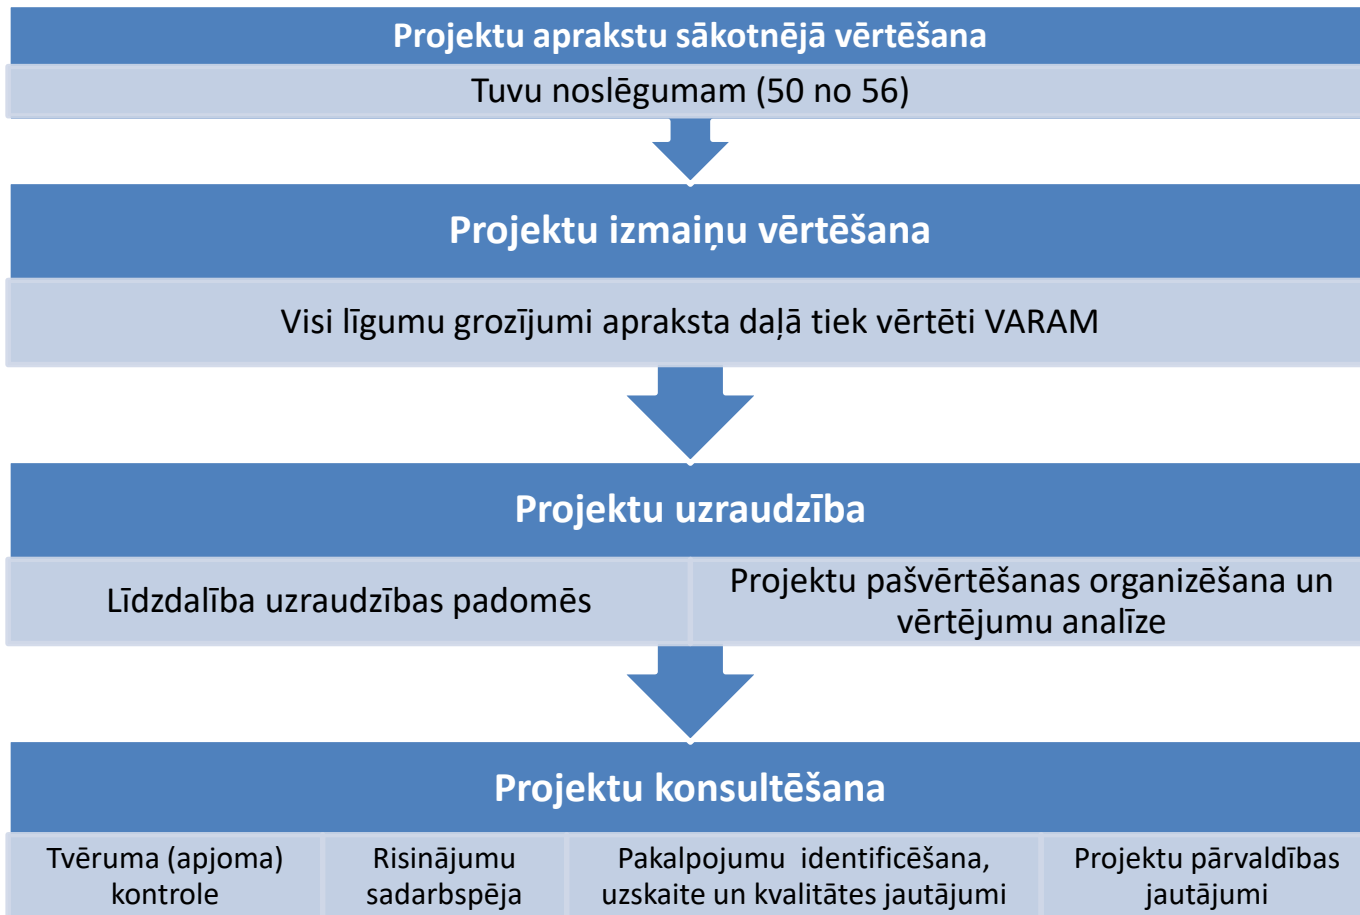 Projektu aprakstu sākotnējā vērtēšana
Tuvu noslēgumam (50 no 56)
Projektu izmaiņu vērtēšana
Visi līgumu grozījumi apraksta daļā tiek vērtēti VARAM
Projektu uzraudzība
Līdzdalība uzraudzības padomēs
Projektu pašvērtēšanas organizēšana un
vērtējumu analīze
Projektu konsultēšana
Tvēruma (apjoma)
kontrole
Risinājumu
sadarbspēja
Pakalpojumu identificēšana,
uzskaite un kvalitātes jautājumi
Projektu pārvaldības
jautājumi